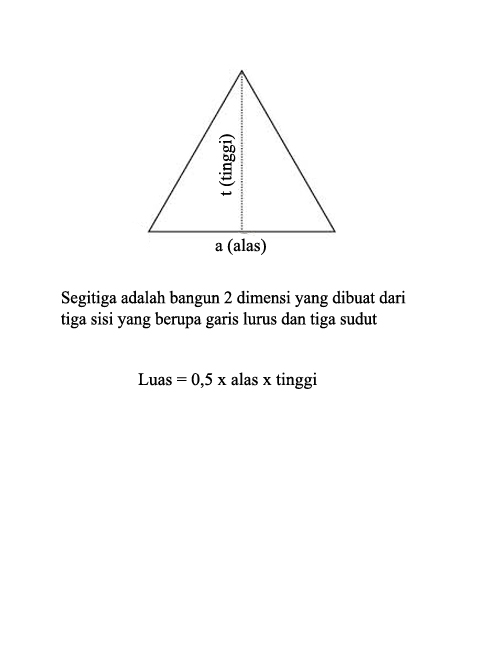 t (tinggi)
a (alas)
Segitiga adalah bangun 2 dimensi yang dibuat dari
tiga sisi yang berupa garis lurus dan tiga sudut
Luas = 0,5 x alas x tinggi